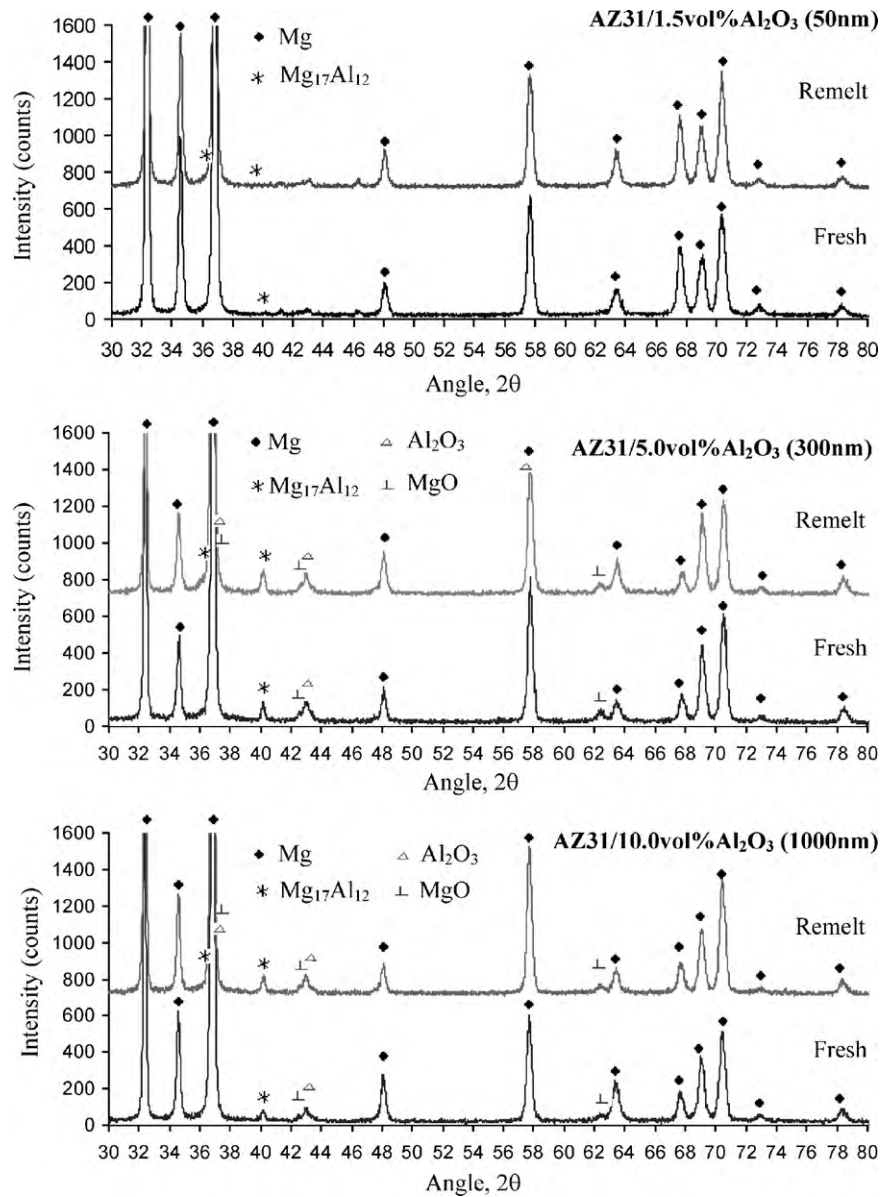 AZ31/1.5vol%Al₂O₃ (50nm)
Mg
Mg₁₇Al₁₂
Remelt
Fresh
Intensity (counts)
1600
1400
1200
1000
800
600
400
200
0
30 32 34 36 38 40 42 44 46 48 50 52 54 56 58 60 62 64 66 68 70 72 74 76 78 80
Angle, 2θ
AZ31/5.0vol%Al₂O₃ (300nm)
Mg
Al₂O₃
Mg₁₇Al₁₂
MgO
Remelt
Fresh
Intensity (counts)
1600
1400
1200
1000
800
600
400
200
0
30 32 34 36 38 40 42 44 46 48 50 52 54 56 58 60 62 64 66 68 70 72 74 76 78 80
Angle, 2θ
AZ31/10.0vol%Al₂O₃ (1000nm)
Mg
Al₂O₃
Mg₁₇Al₁₂
MgO
Remelt
Fresh
Intensity (counts)
1600
1400
1200
1000
800
600
400
200
0
30 32 34 36 38 40 42 44 46 48 50 52 54 56 58 60 62 64 66 68 70 72 74 76 78 80
Angle, 2θ